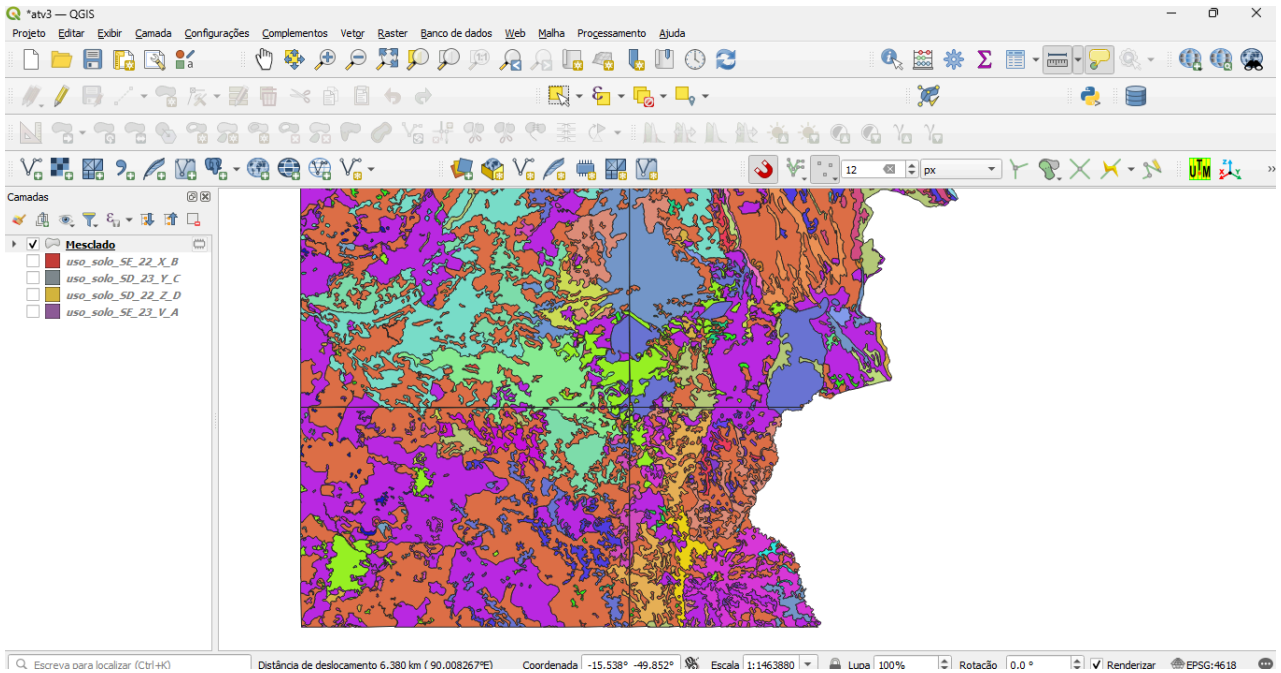 *atv3 — QGIS
Projeto Editar Exibir Camada Configurações Complementos Vetor Raster Banco de dados Web Malha Processamento Ajuda
12 px UTM
Camadas
Mesclado
uso_solo_SE_22_X_B
uso_solo_SD_23_Y_C
uso_solo_SD_22_Z_D
uso_solo_SE_23_V_A
Escreva para localizar (Ctrl+K) Distância de deslocamento 6.380 km ( 90.008267°E) Coordenada -15.538° -49.852° Escala 1:1463880 Lupa 100% Rotação 0.0 ° Renderizar EPSG:4618